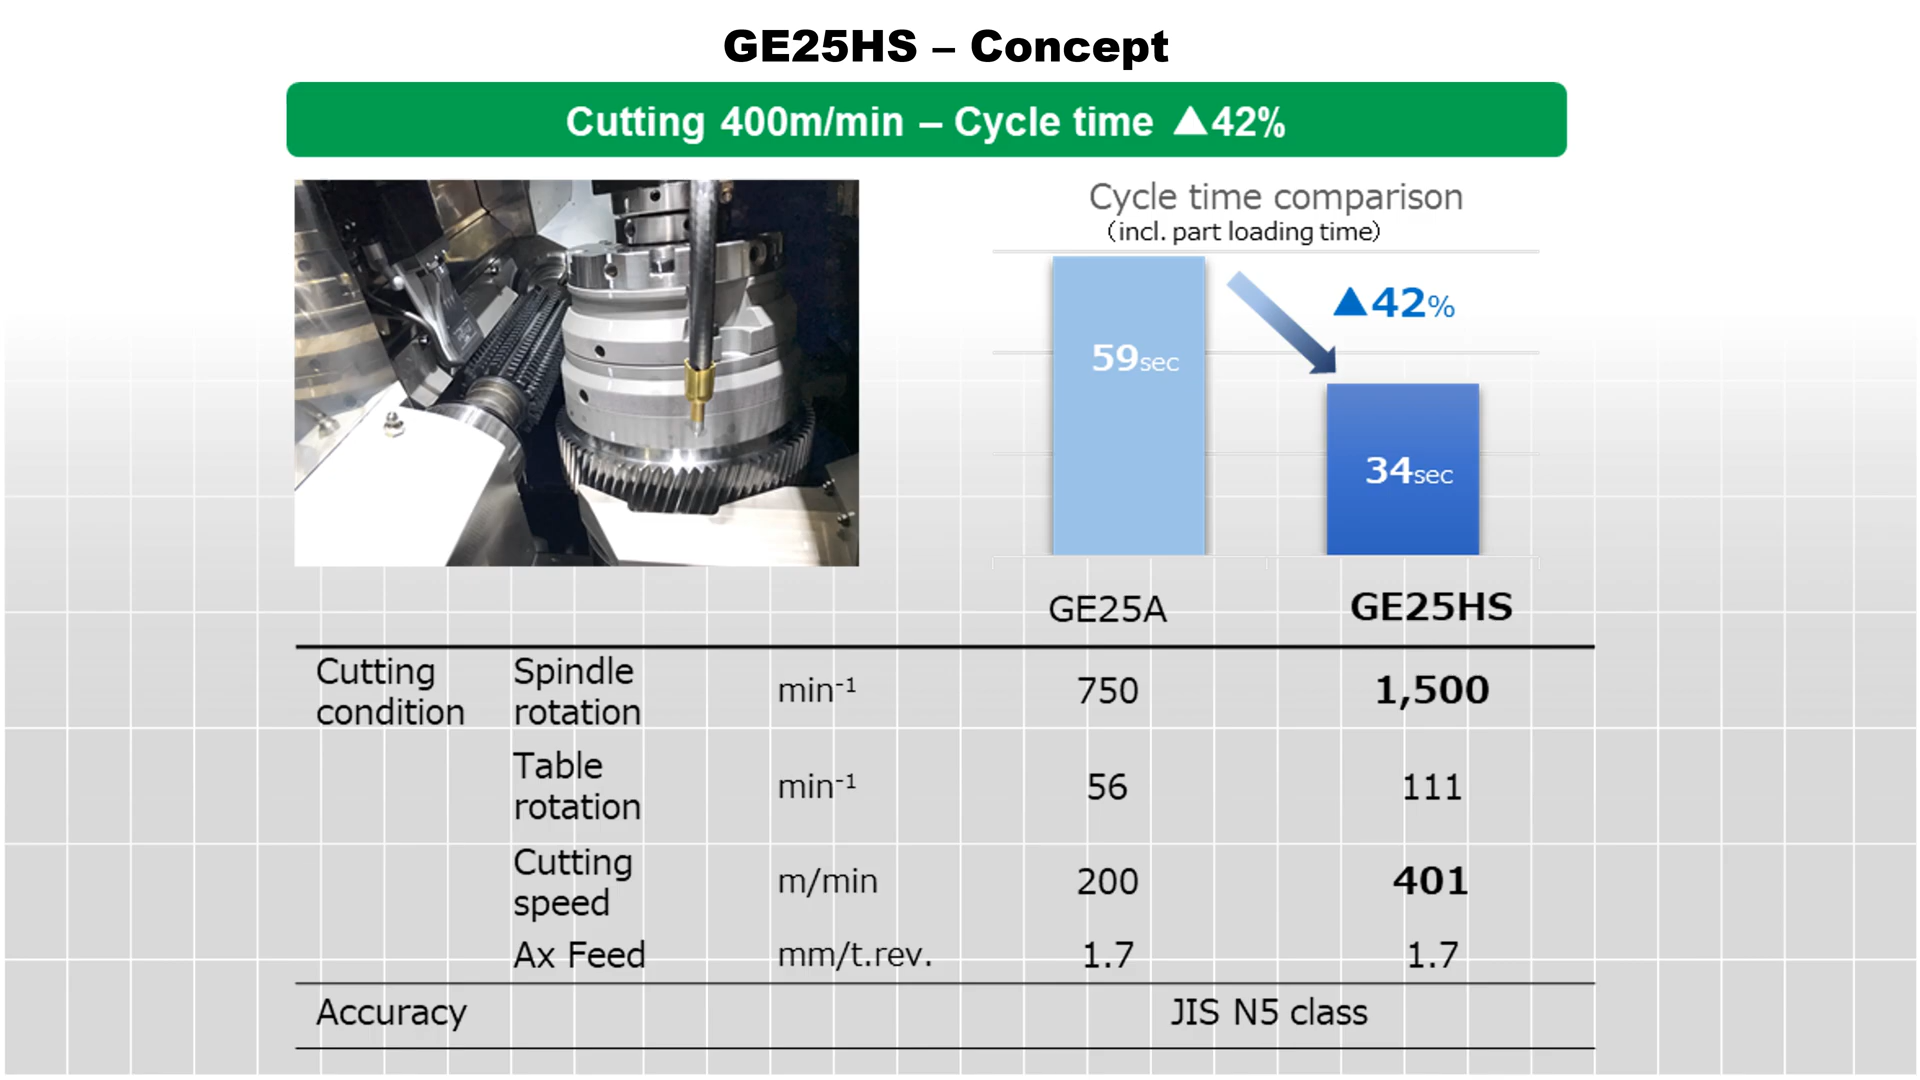 GE25HS – Concept
Cutting 400m/min – Cycle time ▲42%
Cycle time comparison
(incl. part loading time)
▲42%
59sec
34sec
GE25A GE25HS
Cutting condition Spindle rotation min-1 750 1,500
Table rotation min-1 56 111
Cutting speed m/min 200 401
Ax Feed mm/t.rev. 1.7 1.7
Accuracy JIS N5 class